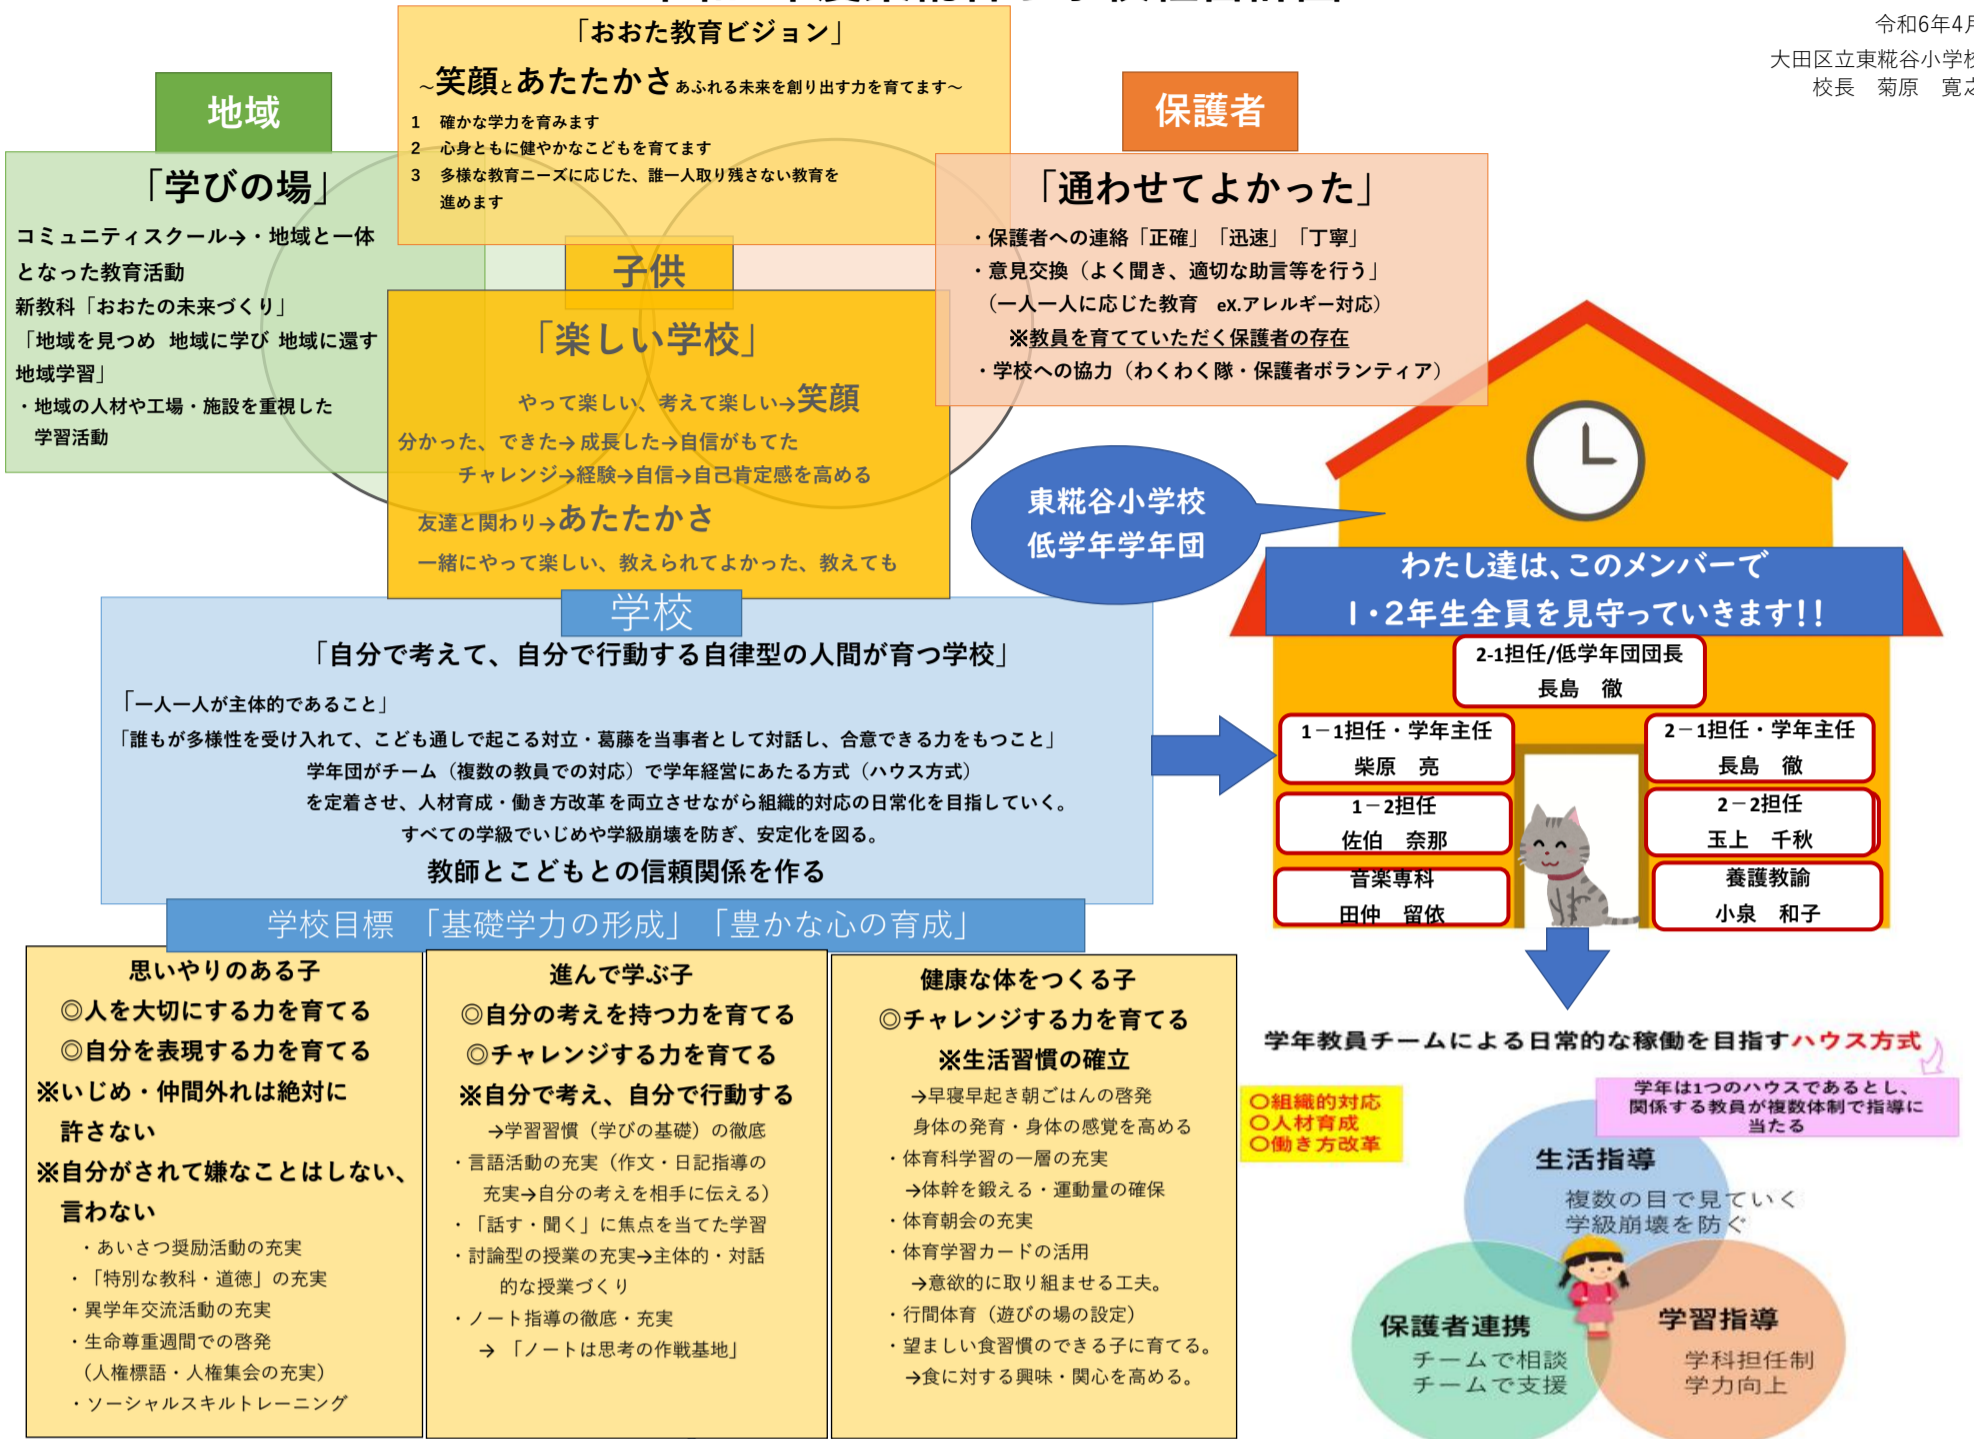 令和6年4月
大田区立東糀谷小学校
校長　菊原　寛之
「おおた教育ビジョン」
～笑顔とあたたかさあふれる未来を創り出す力を育てます～
1　確かな学力を育みます
2　心身ともに健やかなこどもを育てます
3　多様な教育ニーズに応じた、誰一人取り残さない教育を
進めます
地域
「学びの場」
コミュニティスクール→・地域と一体
となった教育活動
新教科「おおたの未来づくり」
「地域を見つめ 地域に学び 地域に還す
地域学習」
・地域の人材や工場・施設を重視した
学習活動
保護者
「通わせてよかった」
・保護者への連絡「正確」「迅速」「丁寧」
・意見交換（よく聞き、適切な助言等を行う」
（一人一人に応じた教育　ex.アレルギー対応）
※教員を育てていただく保護者の存在
・学校への協力（わくわく隊・保護者ボランティア）
子供
「楽しい学校」
やって楽しい、考えて楽しい→笑顔
分かった、できた→成長した→自信がもてた
チャレンジ→経験→自信→自己肯定感を高める
友達と関わり→あたたかさ
一緒にやって楽しい、教えられてよかった、教えても
学校
「自分で考えて、自分で行動する自律型の人間が育つ学校」
「一人一人が主体的であること」
「誰もが多様性を受け入れて、こども通しで起こる対立・葛藤を当事者として対話し、合意できる力をもつこと」
学年団がチーム（複数の教員での対応）で学年経営にあたる方式（ハウス方式）
を定着させ、人材育成・働き方改革を両立させながら組織的対応の日常化を目指していく。
すべての学級でいじめや学級崩壊を防ぎ、安定化を図る。
教師とこどもとの信頼関係を作る
学校目標　「基礎学力の形成」「豊かな心の育成」
思いやりのある子
◎人を大切にする力を育てる
◎自分を表現する力を育てる
※いじめ・仲間外れは絶対に
許さない
※自分がされて嫌なことはしない、
言わない
・あいさつ奨励活動の充実
・「特別な教科・道徳」の充実
・異学年交流活動の充実
・生命尊重週間での啓発
（人権標語・人権集会の充実）
・ソーシャルスキルトレーニング
進んで学ぶ子
◎自分の考えを持つ力を育てる
◎チャレンジする力を育てる
※自分で考え、自分で行動する
→学習習慣（学びの基礎）の徹底
・言語活動の充実（作文・日記指導の
充実→自分の考えを相手に伝える）
・「話す・聞く」に焦点を当てた学習
・討論型の授業の充実→主体的・対話
的な授業づくり
・ノート指導の徹底・充実
→「ノートは思考の作戦基地」
健康な体をつくる子
◎チャレンジする力を育てる
※生活習慣の確立
→早寝早起き朝ごはんの啓発
身体の発育・身体の感覚を高める
・体育科学習の一層の充実
→体幹を鍛える・運動量の確保
・体育朝会の充実
・体育学習カードの活用
→意欲的に取り組ませる工夫。
・行間体育（遊びの場の設定）
・望ましい食習慣のできる子に育てる。
→食に対する興味・関心を高める。
東糀谷小学校
低学年学年団
わたし達は、このメンバーで
1・2年生全員を見守っていきます!!
2-1担任/低学年団団長
長島　徹
1－1担任・学年主任
柴原　亮
2－1担任・学年主任
長島　徹
1－2担任
佐伯　奈那
2－2担任
玉上　千秋
音楽専科
田仲　留依
養護教諭
小泉　和子
学年教員チームによる日常的な稼働を目指すハウス方式
〇組織的対応
〇人材育成
〇働き方改革
学年は1つのハウスであるとし、
関係する教員が複数体制で指導に
当たる
生活指導
複数の目で見ていく
学級崩壊を防ぐ
保護者連携
チームで相談
チームで支援
学習指導
学科担任制
学力向上